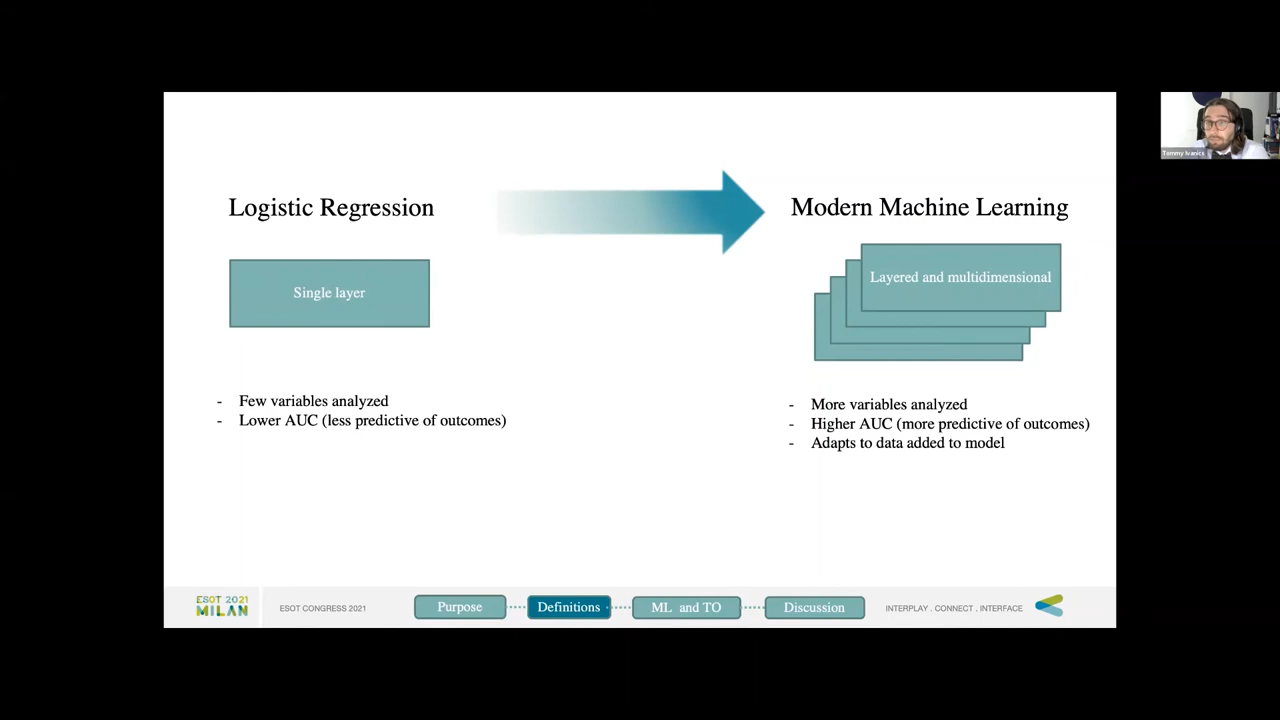 Logistic Regression
Modern Machine Learning
Single layer
Layered and multidimensional
- Few variables analyzed
- Lower AUC (less predictive of outcomes)
- More variables analyzed
- Higher AUC (more predictive of outcomes)
- Adapts to data added to model
Tommy Ivanics
ESOT 2021
MILAN
ESOT CONGRESS 2021
Purpose
Definitions
ML and TO
Discussion
INTERPLAY . CONNECT . INTERFACE